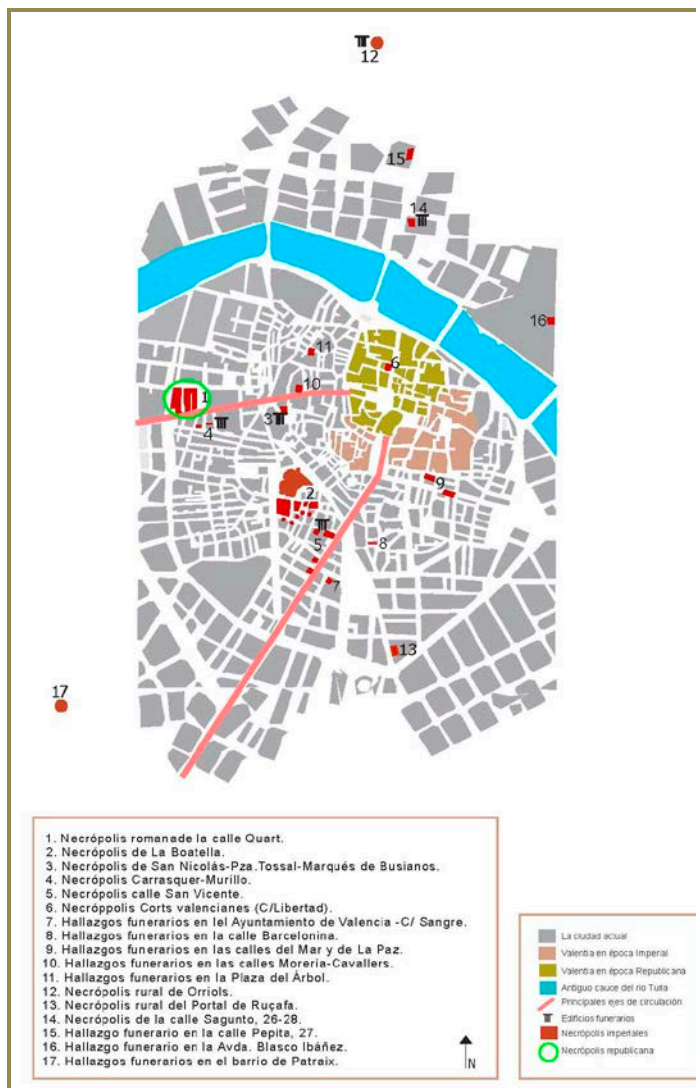 12
15
14
16
11
6
10
1
3
4
2
9
5
8
7
13
17
1. Necrópolis romanade la calle Quart.
2. Necrópolis de La Boatella.
3. Necrópolis de San Nicolás-Pza.Tossal-Marqués de Busianos.
4. Necrópolis Carrasquer-Murillo.
5. Necrópolis calle San Vicente.
6. Necróppolis Corts valencianes (C/Libertad).
7. Hallazgos funerarios en lel Ayuntamiento de Valencia -C/ Sangre.
8. Hallazgos funerarios en la calle Barcelonina.
9. Hallazgos funerarios en las calles del Mar y de La Paz.
10. Hallazgos funerarios en las calles Morería-Cavallers.
11. Hallazgos funerarios en la Plaza del Árbol.
12. Necrópolis rural de Orriols.
13. Necrópolis rural del Portal de Ruçafa.
14. Necrópolis de la calle Sagunto, 26-28.
15. Hallazgo funerario en la calle Pepita, 27.
16. Hallazgo funerario en la Avda. Blasco Ibáñez.
17. Hallazgos funerarios en el barrio de Patraix.
N
La ciudad actual
Valentia en época Imperial
Valentia en época Republicana
Antiguo cauce del rio Turia
Principales ejes de circulación
Edificios funerarios
Necrópolis imperiales
Necrópolis republicana